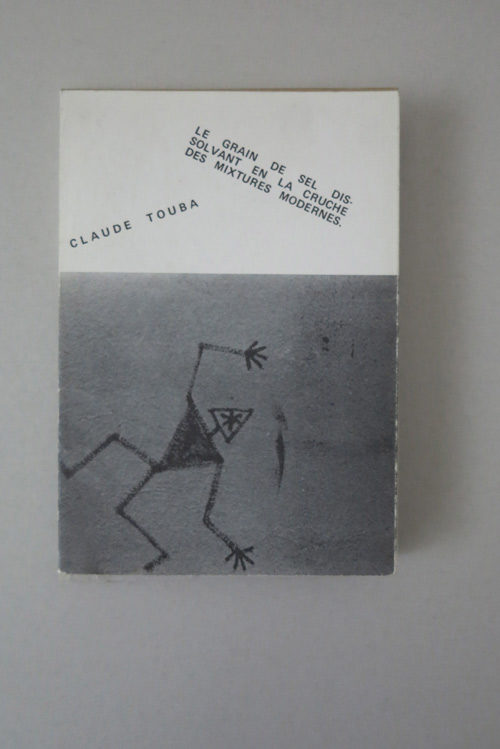 LE GRAIN DE SEL DIS-
SOLVANT EN LA CRUCHE
DES MIXTURES MODERNES.
CLAUDE TOUBA